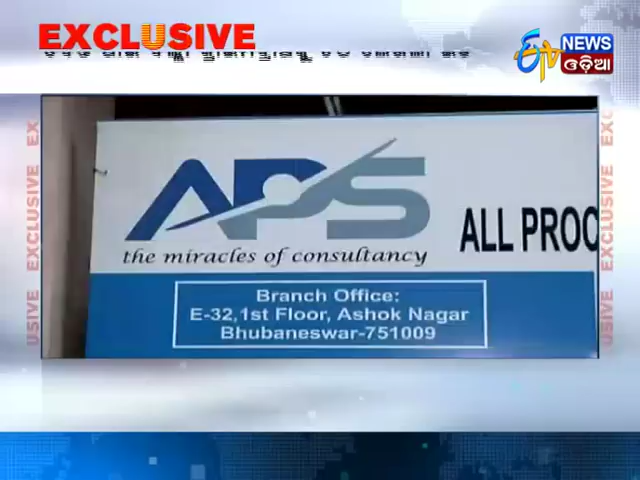 EXCLUSIVE
ETV NEWS
ଓଡ଼ିଆ
APS
the miracles of consultancy
ALL PROC
Branch Office:
E-32,1st Floor, Ashok Nagar
Bhubaneswar-751009
EXCLUSIVE
EXCLUSIVE